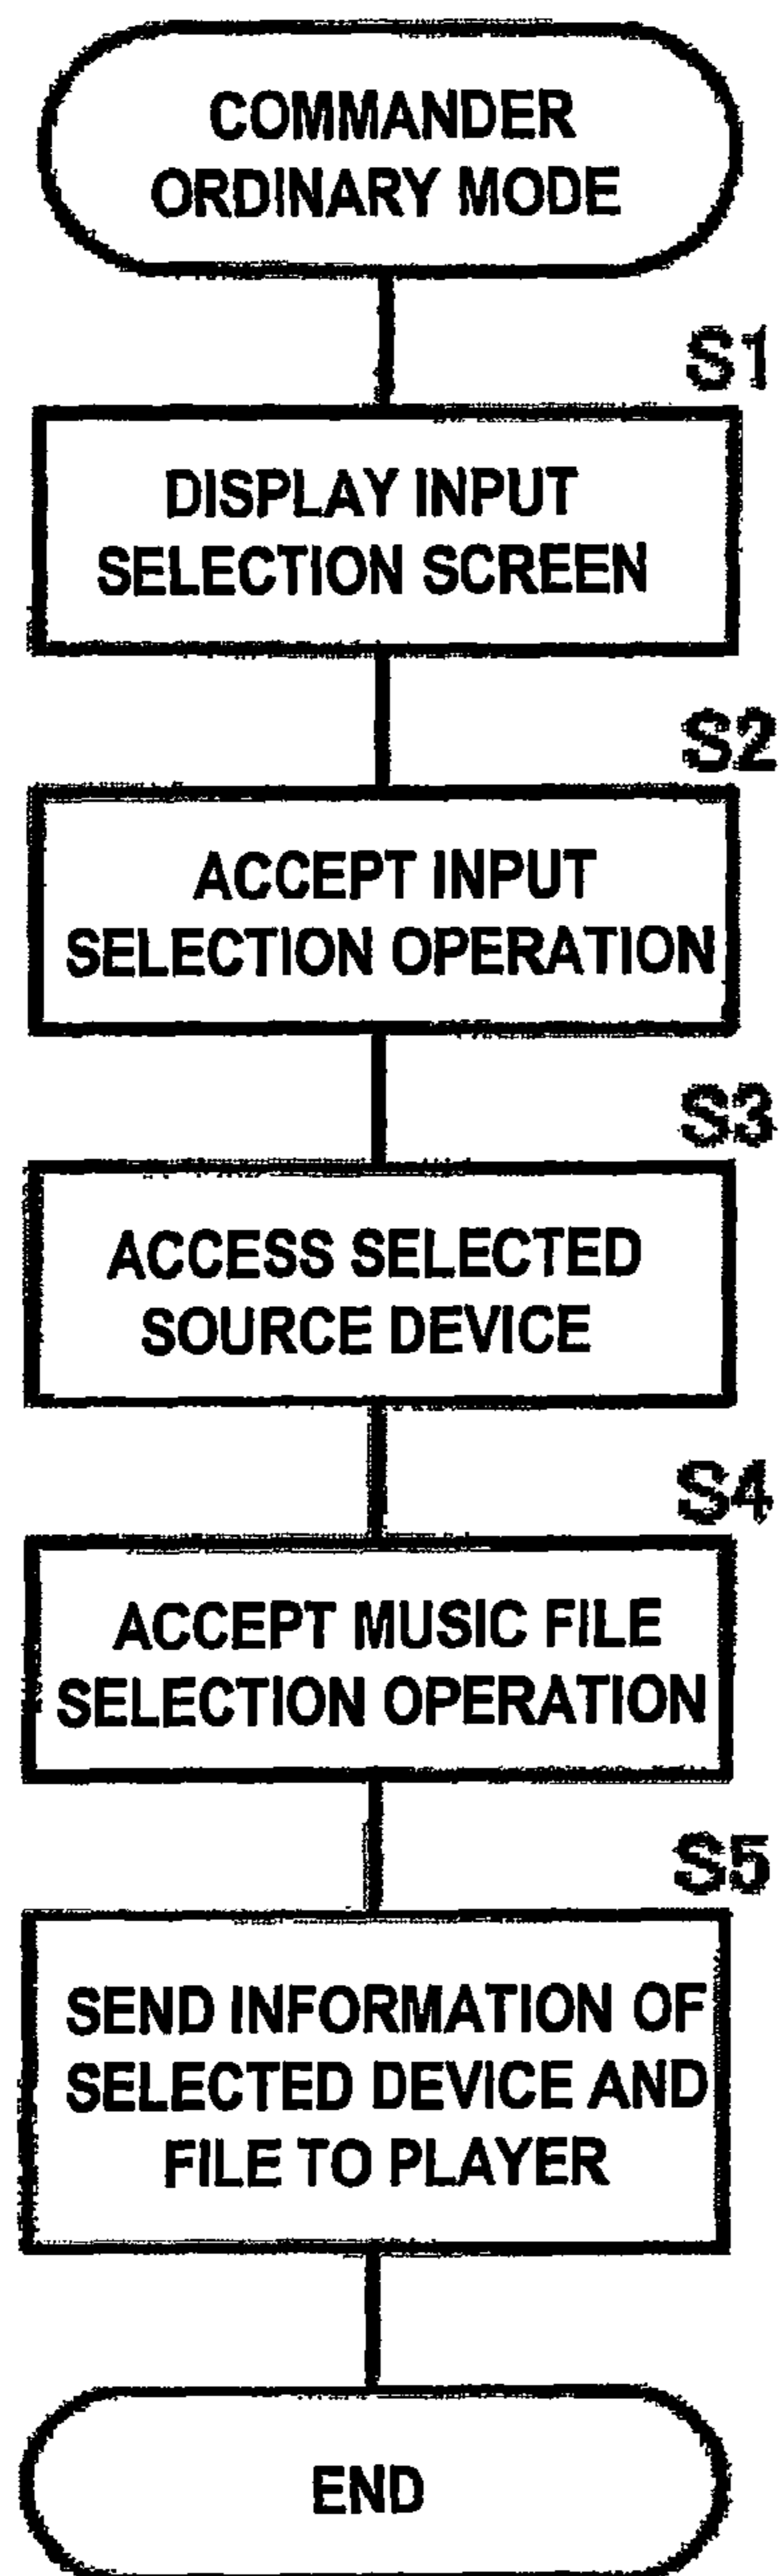 COMMANDER
ORDINARY MODE
S1
DISPLAY INPUT
SELECTION SCREEN
S2
ACCEPT INPUT
SELECTION OPERATION
S3
ACCESS SELECTED
SOURCE DEVICE
S4
ACCEPT MUSIC FILE
SELECTION OPERATION
S5
SEND INFORMATION OF
SELECTED DEVICE AND
FILE TO PLAYER
END